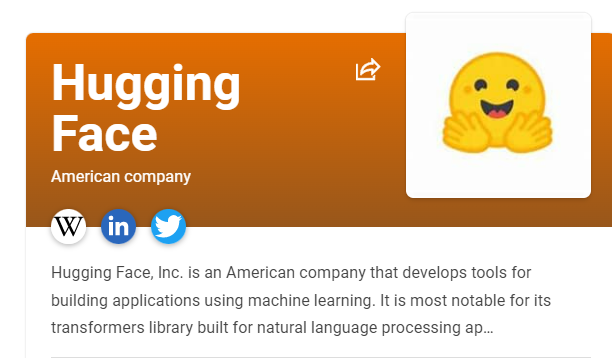 Hugging
Face
American company
W
in
Hugging Face, Inc. is an American company that develops tools for
building applications using machine learning. It is most notable for its
transformers library built for natural language processing ap...